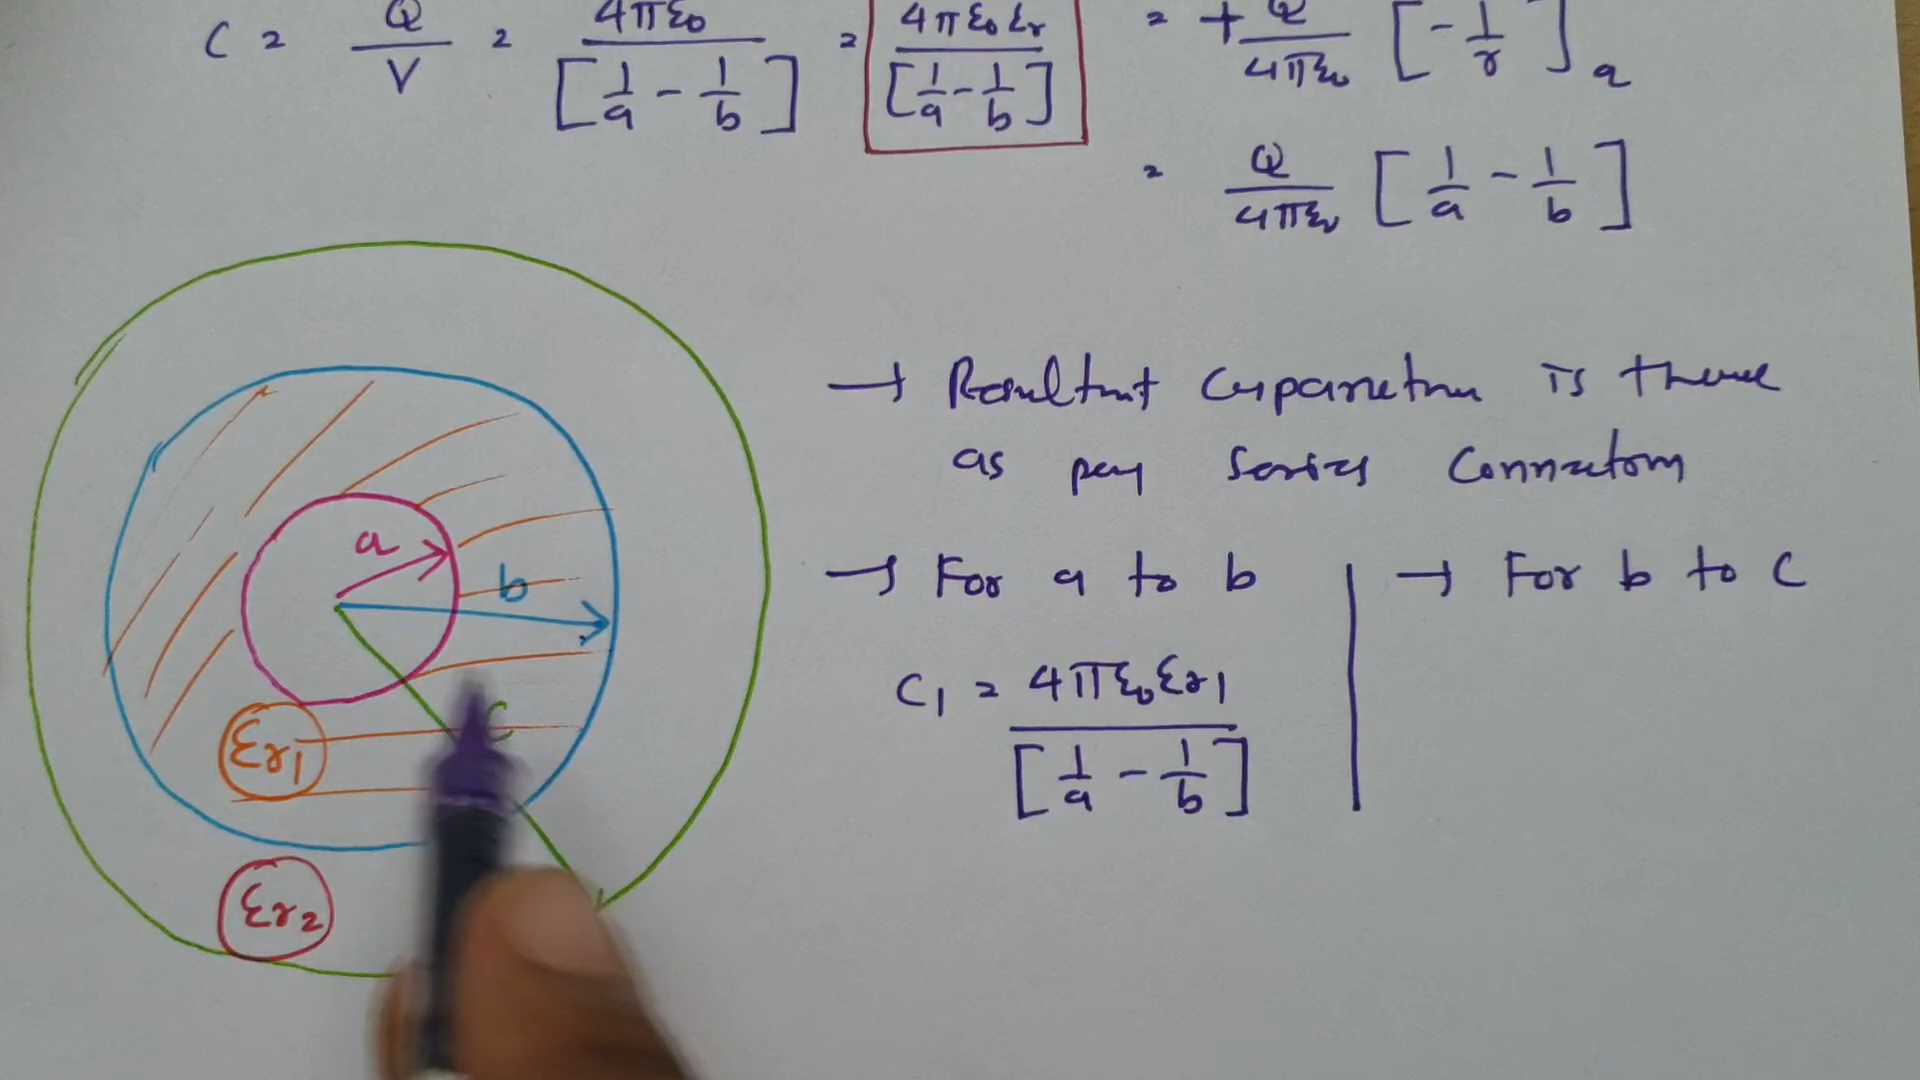 C = Q/V = 4πε0/[1/a - 1/b] = 4πε0εr/[1/a - 1/b]
= +Q/4πε0 [-1/r]a
= Q/4πε0 [1/a - 1/b]
a
b
c
εr1
εr2
→ Resultant Capacitance is there
as per Series Connection
→ For a to b
C1 = 4πε0εr1/[1/a - 1/b]
→ For b to c